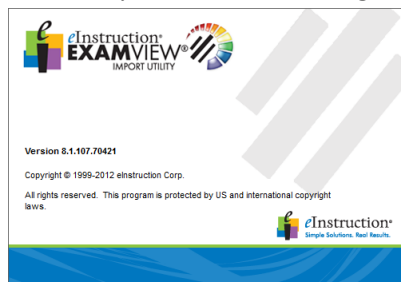 eInstruction®
EXAMVIEW®
IMPORT UTILITY
Version 8.1.107.70421
Copyright © 1999-2012 eInstruction Corp.
All rights reserved. This program is protected by US and international copyright
laws.
eInstruction®
Simple Solutions. Real Results.